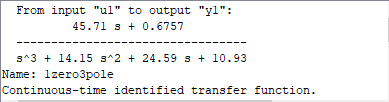 From input "u1" to output "y1":
45.71 s + 0.6757
---------------------------------
s^3 + 14.15 s^2 + 24.59 s + 10.93
Name: 1zero3pole
Continuous-time identified transfer function.